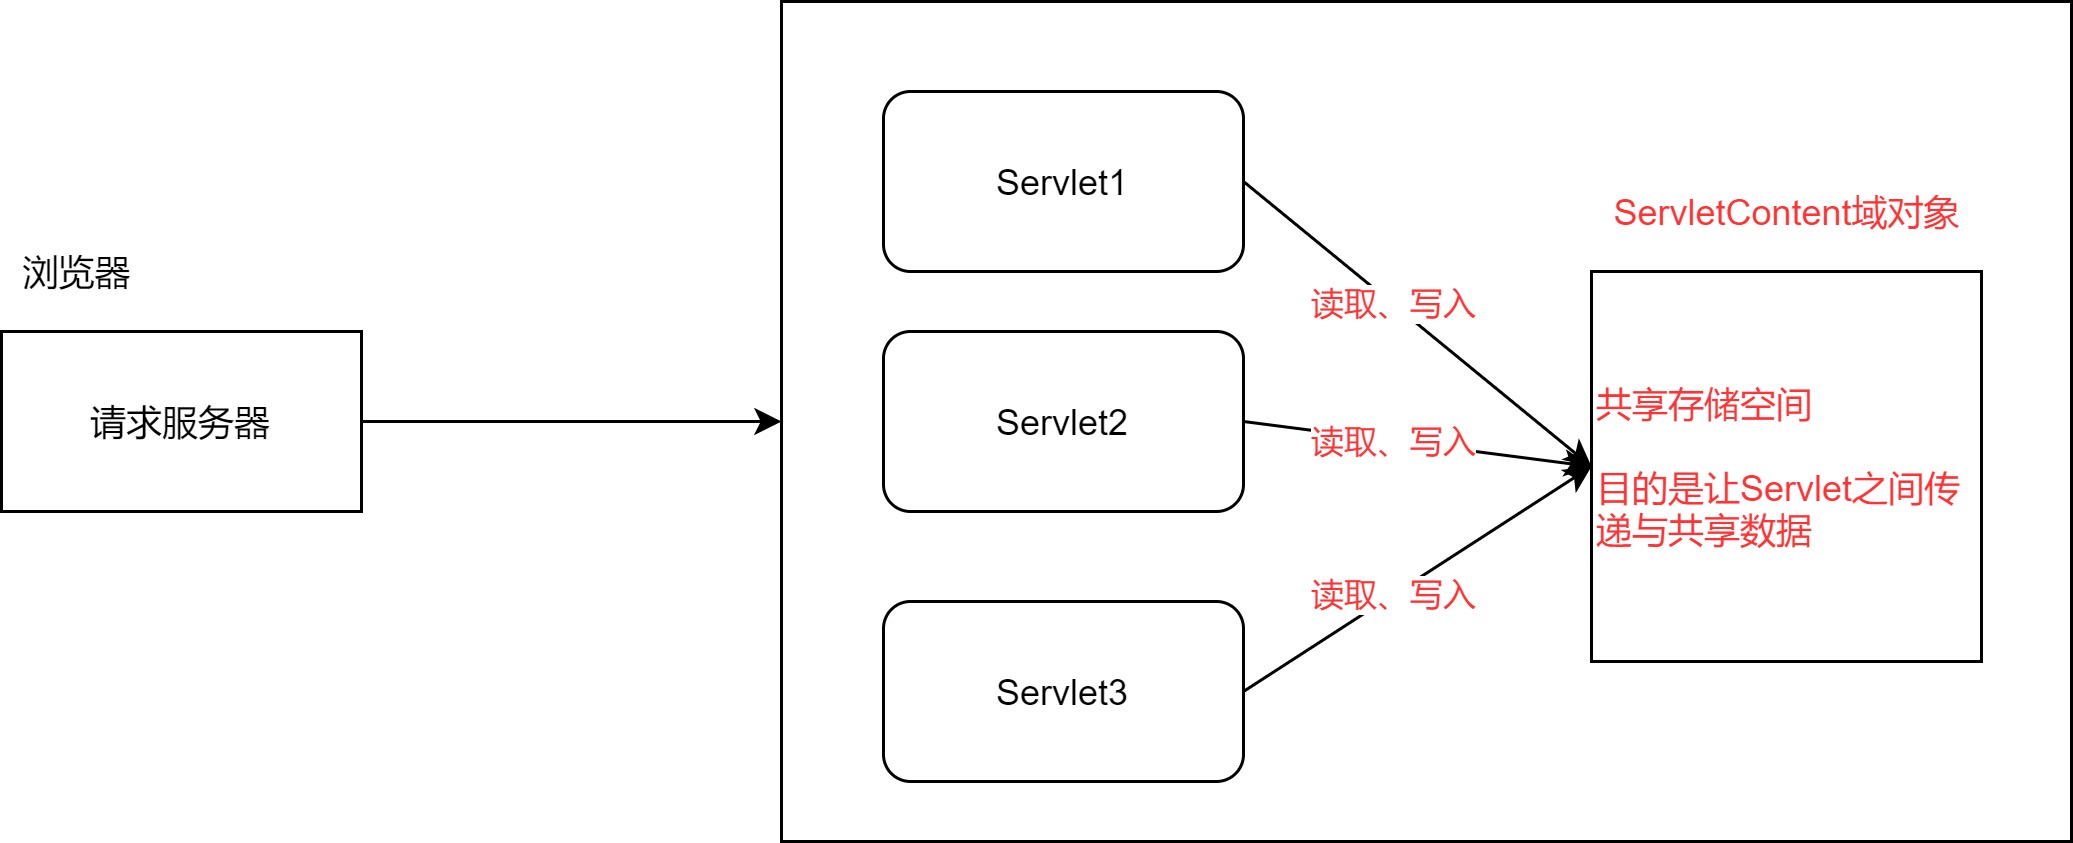 浏览器
请求服务器
Servlet1
Servlet2
Servlet3
读取、写入
读取、写入
读取、写入
ServletContent域对象
共享存储空间
目的是让Servlet之间传
递与共享数据